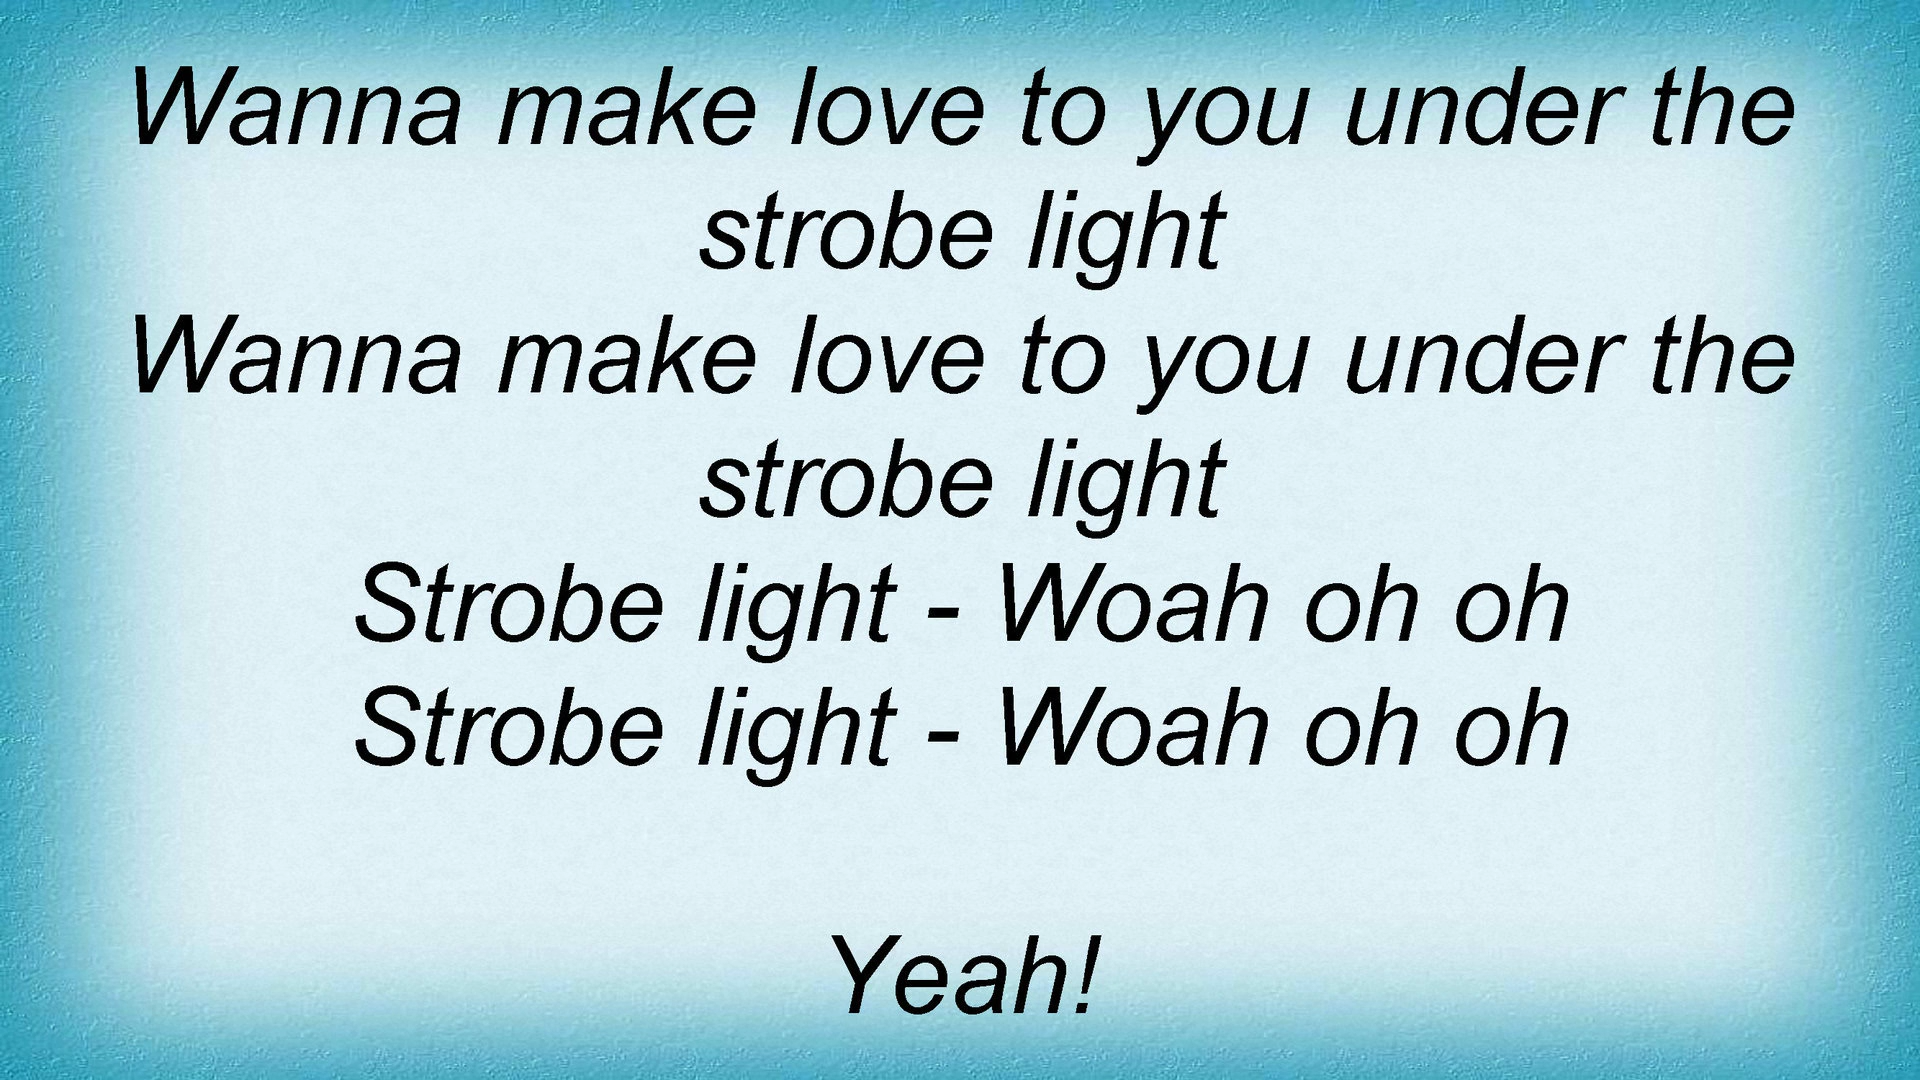 Wanna make love to you under the
strobe light
Wanna make love to you under the
strobe light
Strobe light - Woah oh oh
Strobe light - Woah oh oh
Yeah!